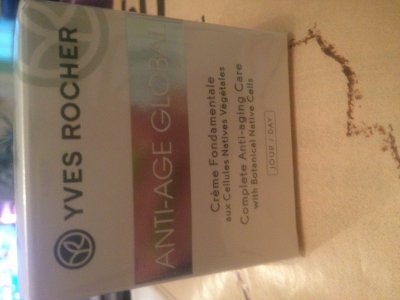 YVES ROCHER
ANTI-AGE GLOBAL
Crème Fondamentale
aux Cellules Natives Végétales
Complete Anti-aging Care
with Botanical Native Cells
JOUR / DAY